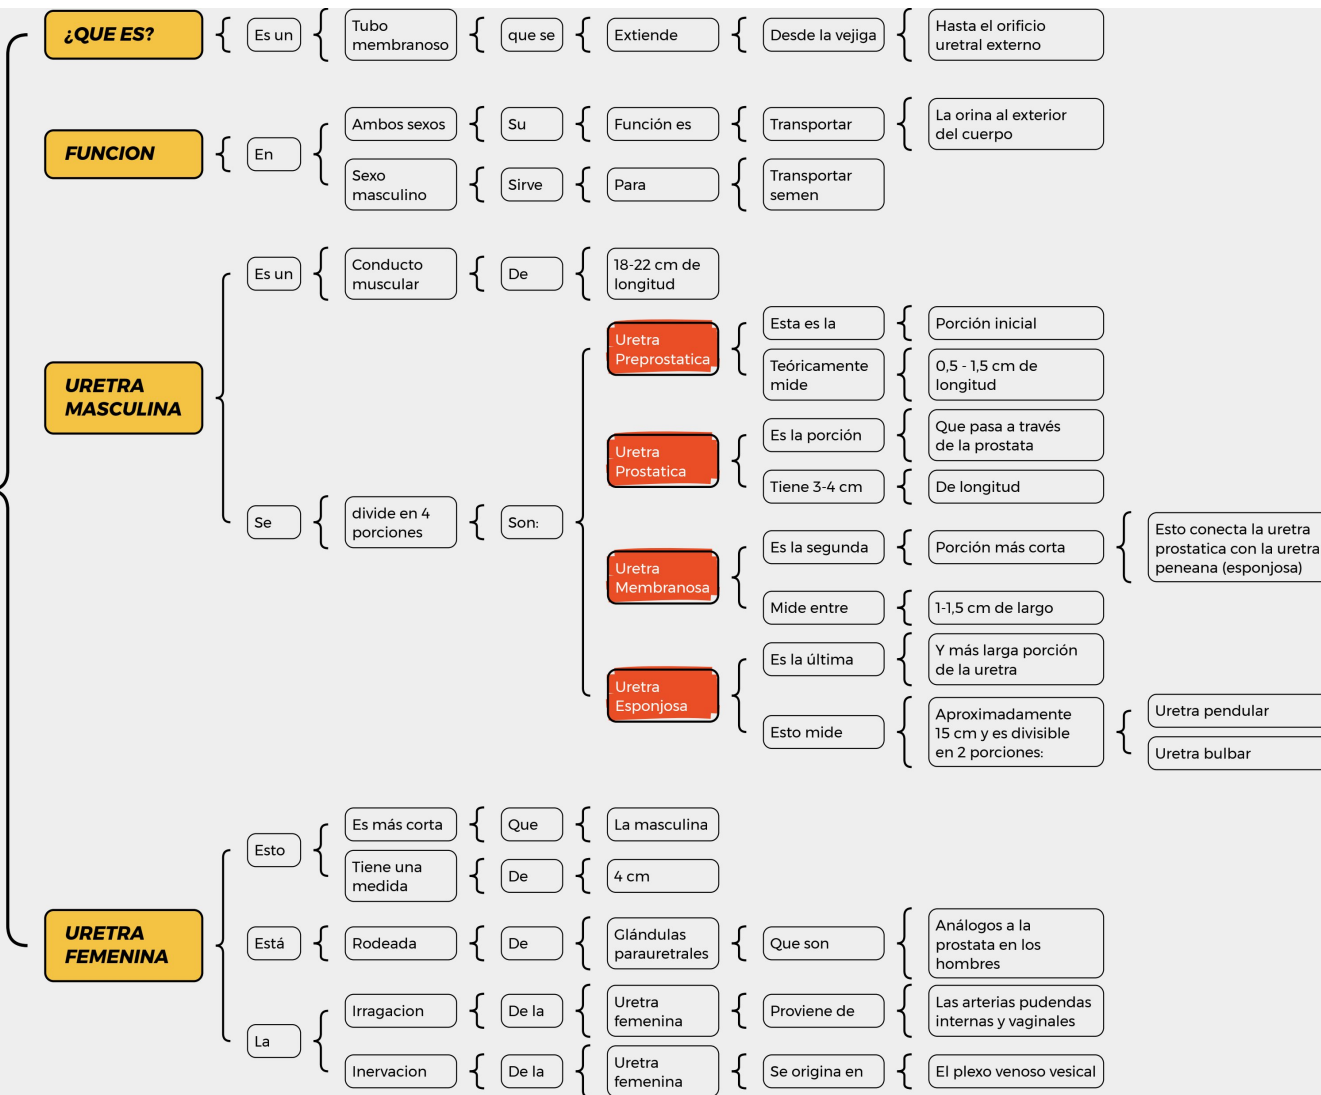 ¿QUE ES?
Es un
Tubo
membranoso
que se
Extiende
Desde la vejiga
Hasta el orificio
uretral externo
FUNCION
En
Ambos sexos
Su
Función es
Transportar
La orina al exterior
del cuerpo
Sexo
masculino
Sirve
Para
Transportar
semen
URETRA
MASCULINA
Es un
Conducto
muscular
De
18-22 cm de
longitud
Se
divide en 4
porciones
Son:
Uretra
Preprostatica
Esta es la
Porción inicial
Teóricamente
mide
0,5 - 1,5 cm de
longitud
Uretra
Prostatica
Es la porción
Que pasa a través
de la prostata
Tiene 3-4 cm
De longitud
Uretra
Membranosa
Es la segunda
Porción más corta
Esto conecta la uretra
prostatica con la uretra
peneana (esponjosa)
Mide entre
1-1,5 cm de largo
Uretra
Esponjosa
Es la última
Y más larga porción
de la uretra
Esto mide
Aproximadamente
15 cm y es divisible
en 2 porciones:
Uretra pendular
Uretra bulbar
URETRA
FEMENINA
Esto
Es más corta
Que
La masculina
Tiene una
medida
De
4 cm
Está
Rodeada
De
Glándulas
parauretrales
Que son
Análogos a la
prostata en los
hombres
La
Irragacion
De la
Uretra
femenina
Proviene de
Las arterias pudendas
internas y vaginales
Inervacion
De la
Uretra
femenina
Se origina en
El plexo venoso vesical